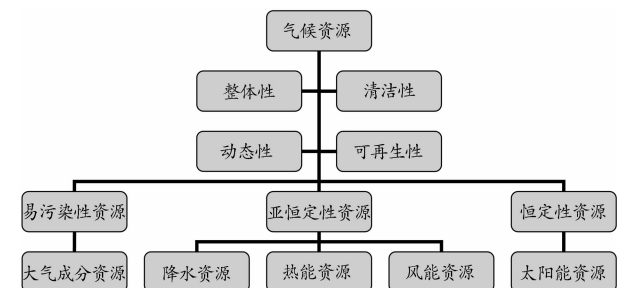 气候资源
整体性 清洁性
动态性 可再生性
易污染性资源 亚恒定性资源 恒定性资源
大气成分资源 降水资源 热能资源 风能资源 太阳能资源